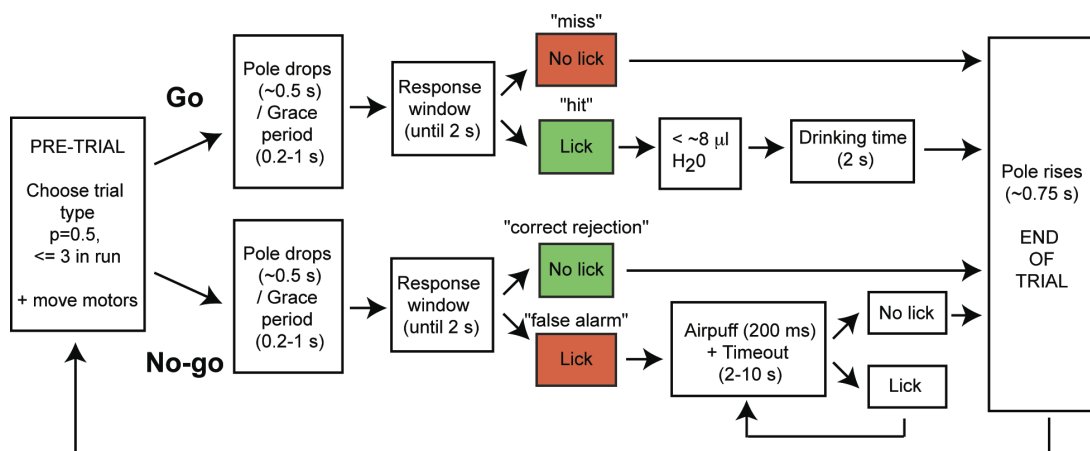 PRE-TRIAL
Choose trial
type
p=0.5,
<= 3 in run
+ move motors
Go
Pole drops
(~0.5 s)
/ Grace
period
(0.2-1 s)
Response
window
(until 2 s)
"miss"
No lick
"hit"
Lick
< ~8 µl
H20
Drinking time
(2 s)
No-go
Pole drops
(~0.5 s)
/ Grace
period
(0.2-1 s)
Response
window
(until 2 s)
"correct rejection"
No lick
"false alarm"
Lick
Airpuff (200 ms)
+ Timeout
(2-10 s)
No lick
Lick
Pole rises
(~0.75 s)
END
OF
TRIAL